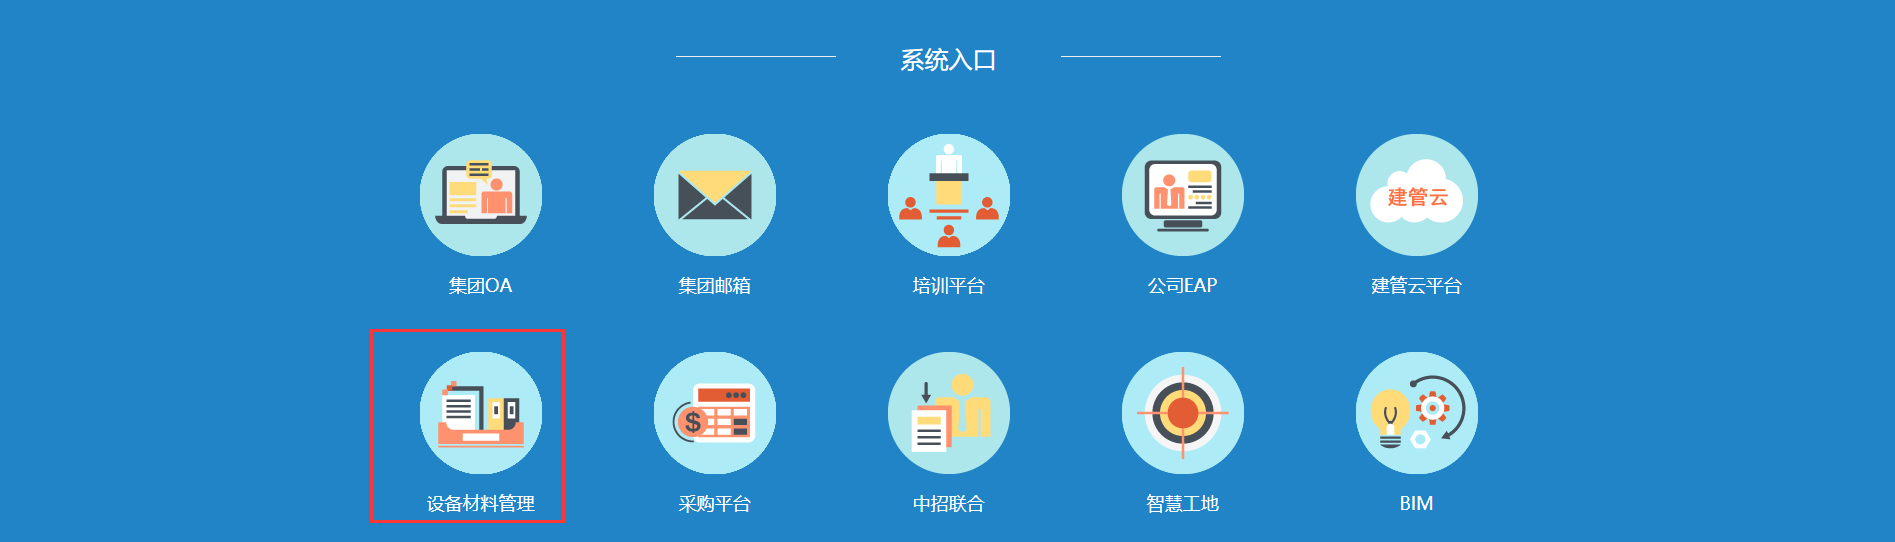 系统入口
建管云
集团OA
集团邮箱
培训平台
公司EAP
建管云平台
$
设备材料管理
采购平台
中招联合
智慧工地
BIM